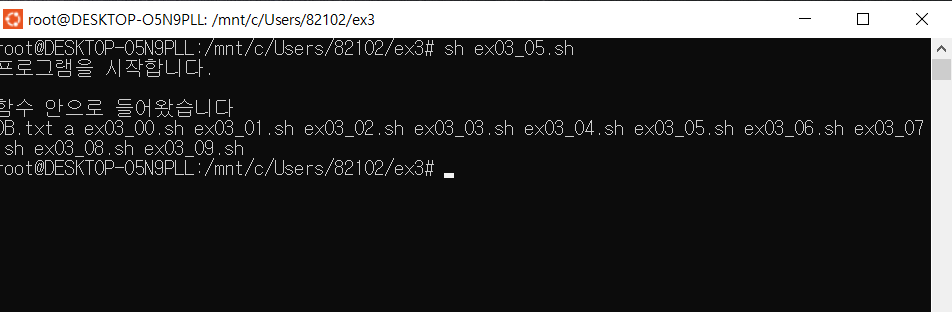 root@DESKTOP-O5N9PLL: /mnt/c/Users/82102/ex3
root@DESKTOP-O5N9PLL:/mnt/c/Users/82102/ex3# sh ex03_05.sh
프로그램을 시작합니다.
함수 안으로 들어왔습니다
DB.txt a ex03_00.sh ex03_01.sh ex03_02.sh ex03_03.sh ex03_04.sh ex03_05.sh ex03_06.sh ex03_07
.sh ex03_08.sh ex03_09.sh
root@DESKTOP-O5N9PLL:/mnt/c/Users/82102/ex3#